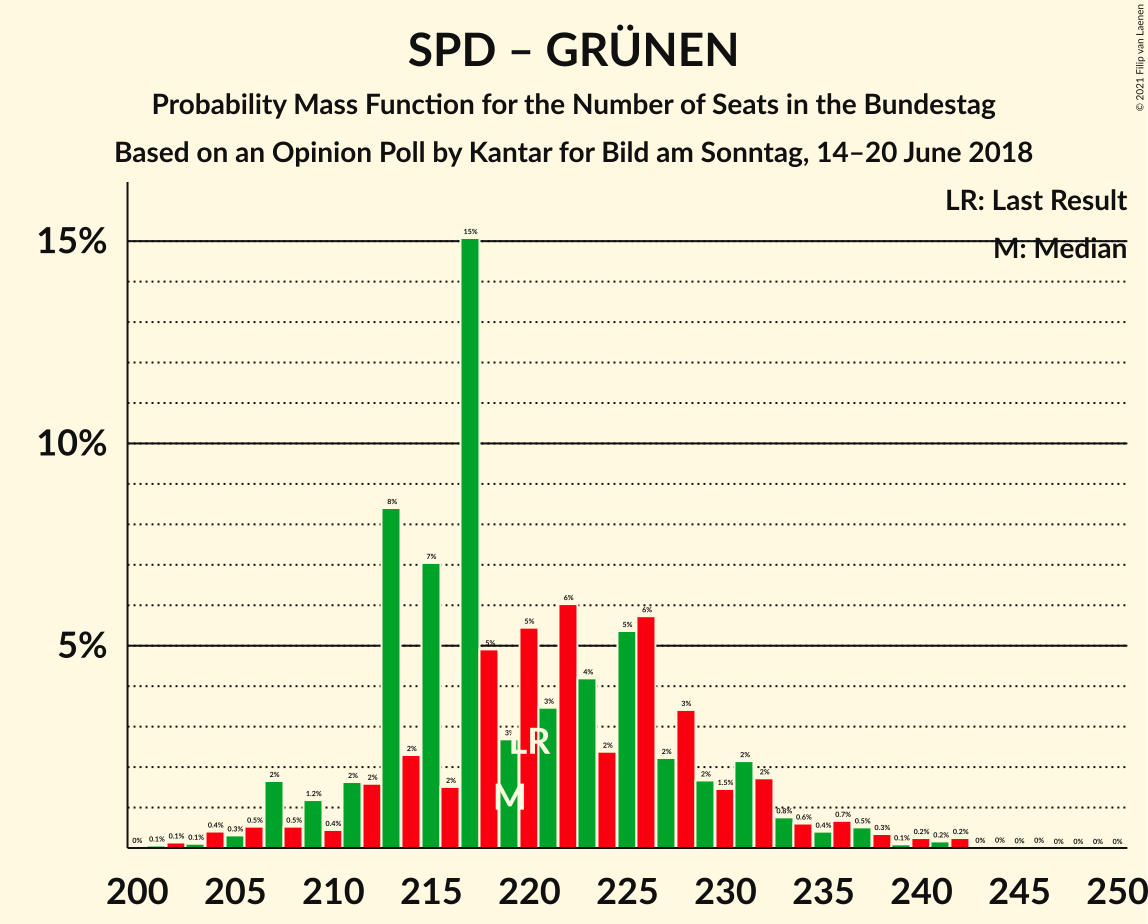 SPD – GRÜNEN
Probability Mass Function for the Number of Seats in the Bundestag
Based on an Opinion Poll by Kantar for Bild am Sonntag, 14–20 June 2018
© 2021 Filip van Laenen
LR: Last Result
M: Median
15%
10%
5%
0% 0.1% 0.1% 0.1% 0.4% 0.3% 0.5% 2% 0.5% 1.2% 0.4% 2% 2% 8% 2% 7% 2% 15% 5% 3% 5% 3% 6% 4% 2% 5% 6% 2% 3% 2% 1.5% 2% 2% 0.8% 0.6% 0.4% 0.7% 0.5% 0.3% 0.1% 0.2% 0.2% 0.2% 0% 0% 0% 0% 0% 0% 0% 0%
LR
M
200 205 210 215 220 225 230 235 240 245 250